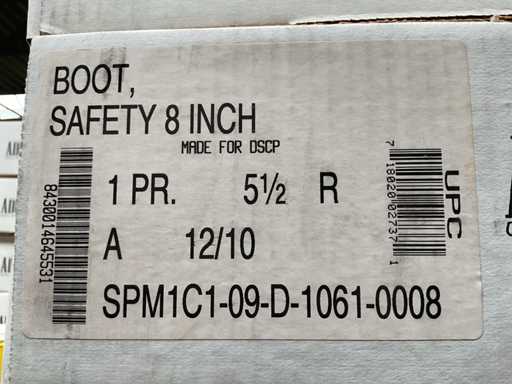 BOOT,
SAFETY 8 INCH
MADE FOR DSCP
1 PR. 5½ R
A 12/10
SPM1C1-09-D-1061-0008
8430014645531
7 18020 02737 1
UPC